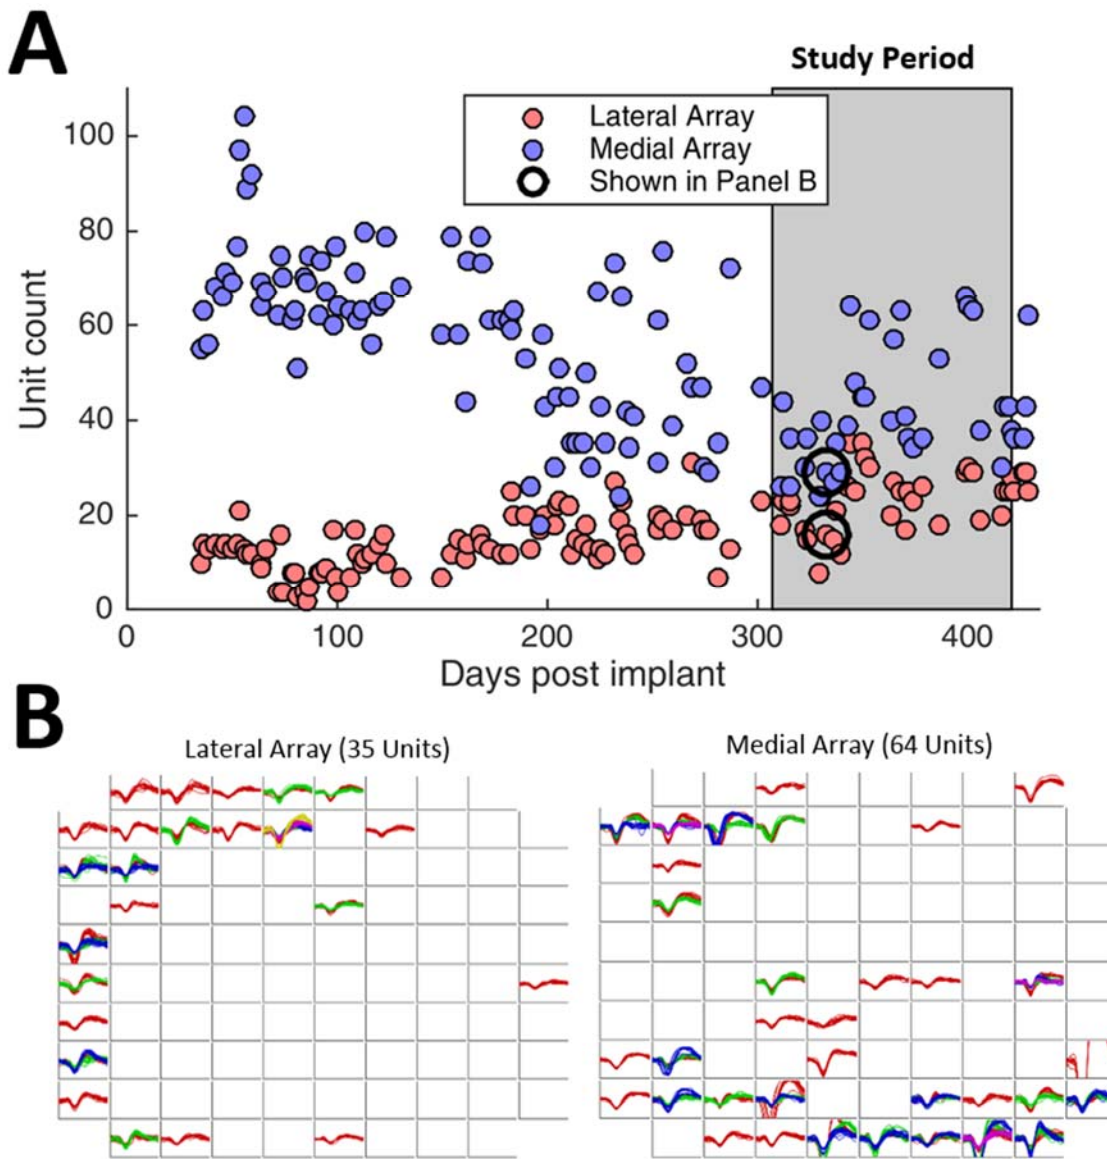 A
Study Period
Lateral Array
Medial Array
Shown in Panel B
100
80
60
40
20
0
Unit count
0 100 200 300 400
Days post implant
B
Lateral Array (35 Units)
Medial Array (64 Units)